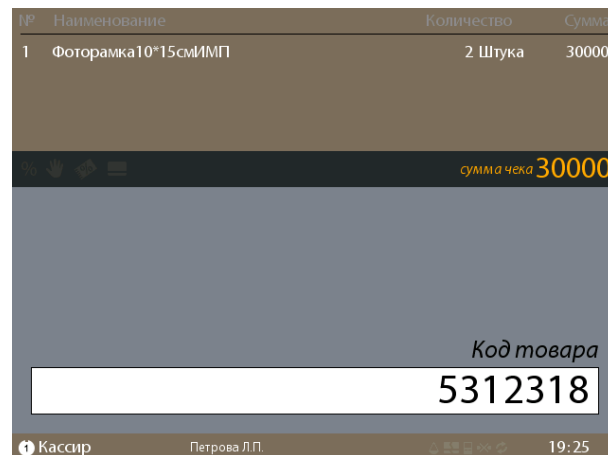 № Наименование Количество Сумма
1 Фоторамка10*15смИМП 2 Штука 30000
% сумма чека 30000
Код товара
5312318
1 Кассир Петрова Л.П. 19:25